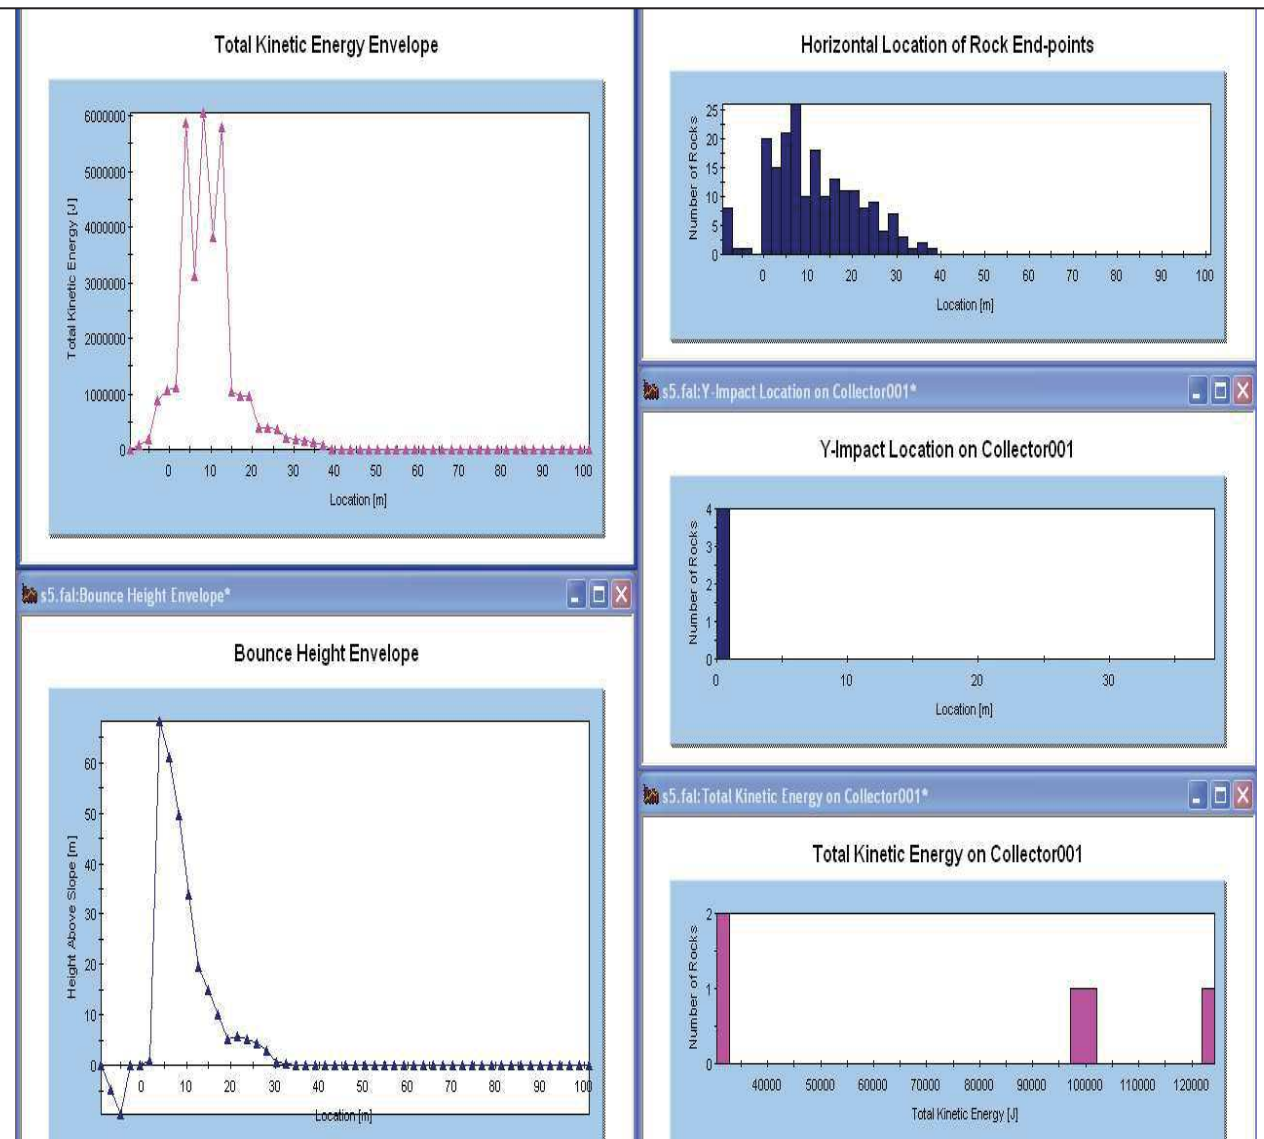 Total Kinetic Energy Envelope
Total Kinetic Energy [J]
6000000
5000000
4000000
3000000
2000000
1000000
0
0 10 20 30 40 50 60 70 80 90 100
Location [m]
s5.fal:Bounce Height Envelope*
Bounce Height Envelope
Height Above Slope [m]
60
50
40
30
20
10
0
0 10 20 30 40 50 60 70 80 90 100
Location [m]
Horizontal Location of Rock End-points
Number of Rocks
25
20
15
10
5
0
0 10 20 30 40 50 60 70 80 90 100
Location [m]
s5.fal:Y-Impact Location on Collector001*
Y-Impact Location on Collector001
Number of Rocks
4
3
2
1
0
0 10 20 30
Location [m]
s5.fal:Total Kinetic Energy on Collector001*
Total Kinetic Energy on Collector001
Number of Rocks
2
1
0
40000 50000 60000 70000 80000 90000 100000 110000 120000
Total Kinetic Energy [J]